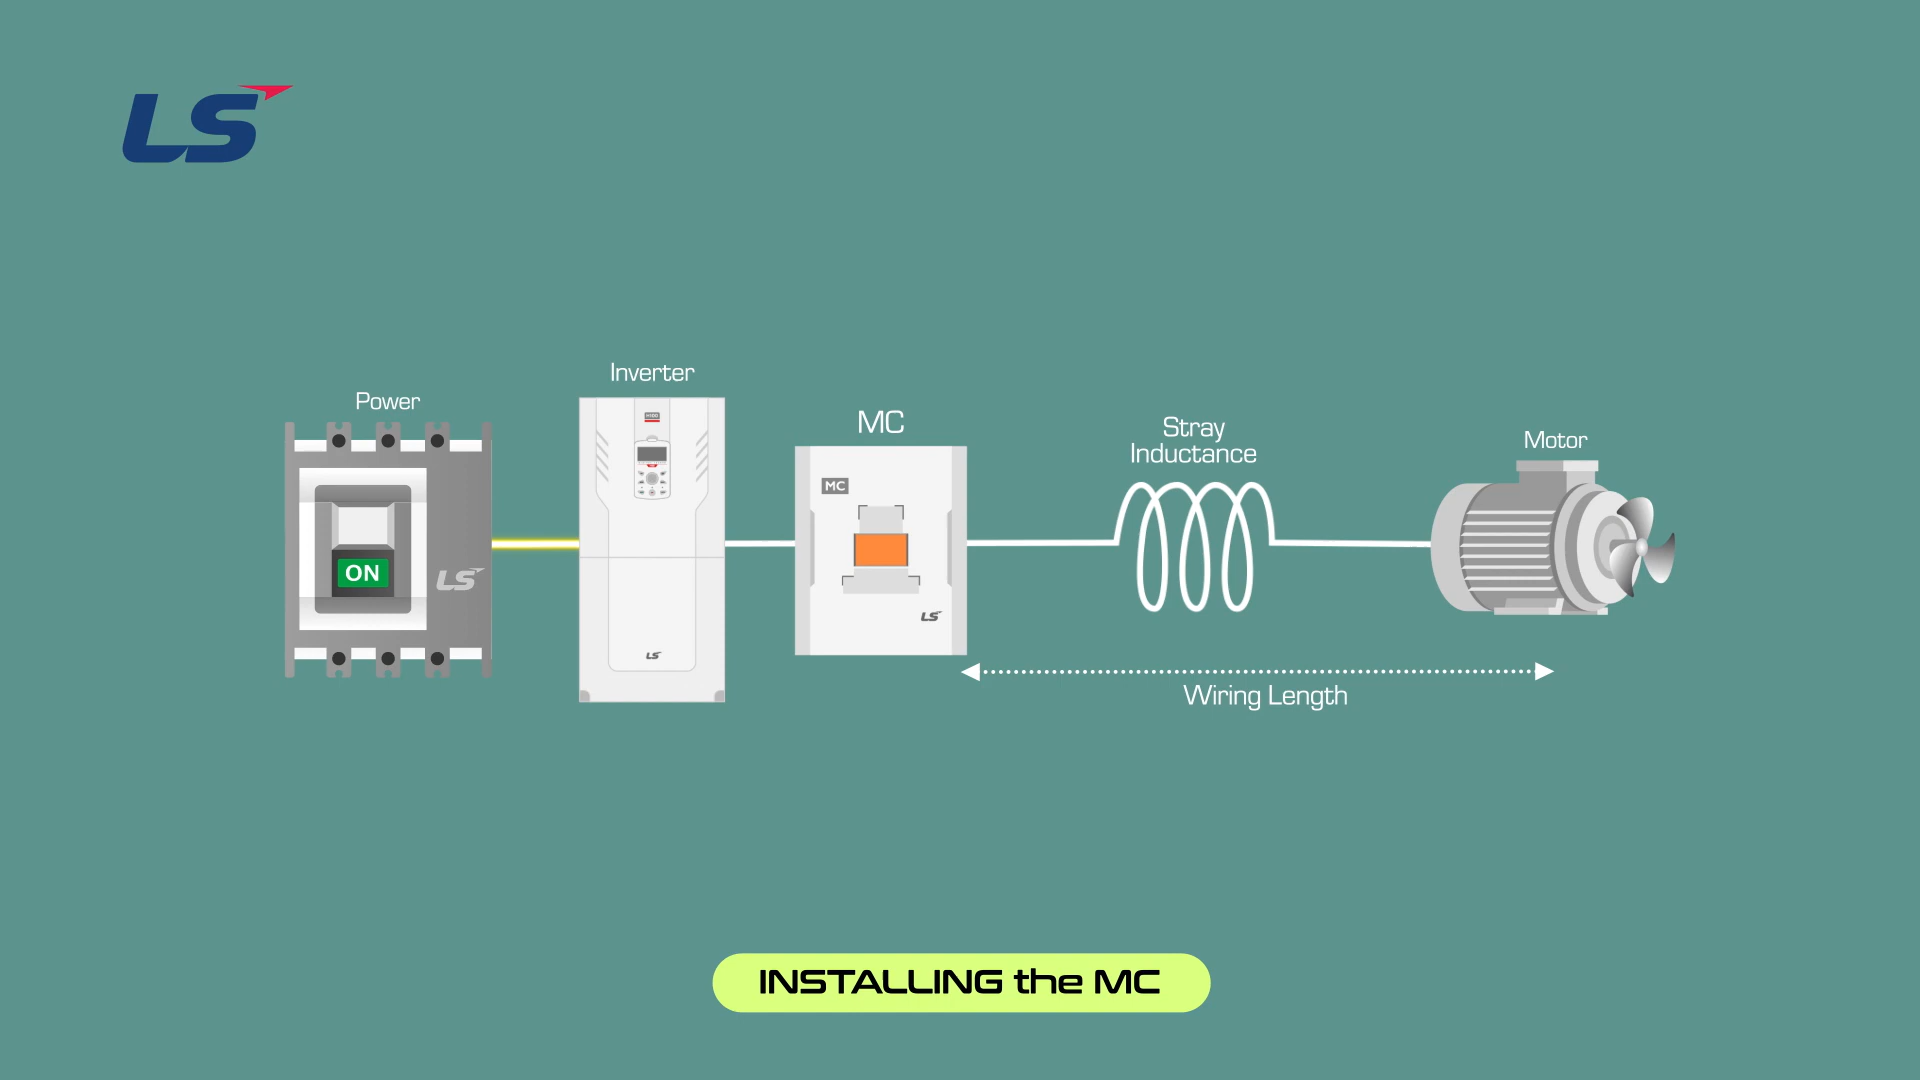 LS
Power
Inverter
MC
Stray
Inductance
Motor
MC
ON
LS
LS
LS
Wiring Length
INSTALLING the MC